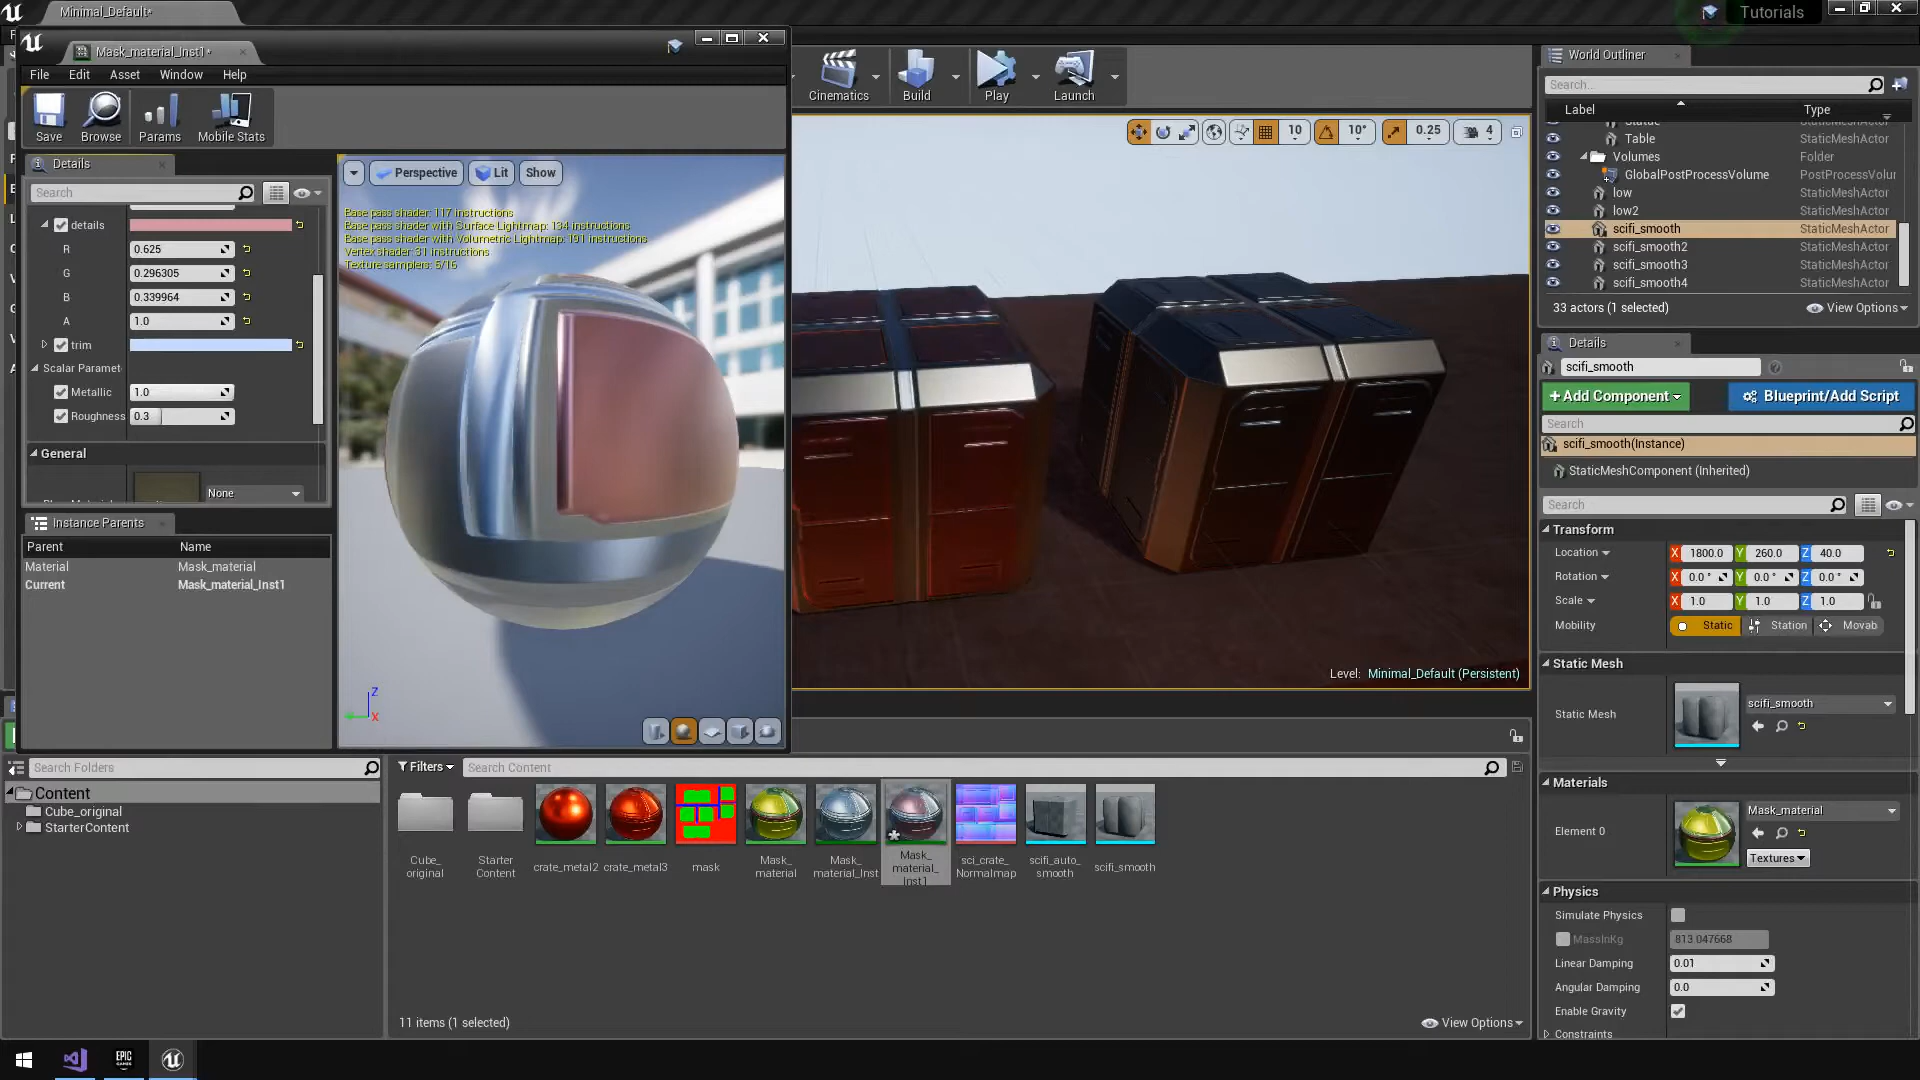 Minimal_Default*
Tutorials
Mask_material_Inst1*
File
Edit
Asset
Window
Help
Save
Browse
Params
Mobile Stats
Cinematics
Build
Play
Launch
Details
Search
details
R
0.625
G
0.296305
B
0.339964
A
1.0
trim
Scalar Paramet
Metallic
1.0
Roughness
0.3
General
None
Instance Parents
Parent
Name
Material
Mask_material
Current
Mask_material_Inst1
Perspective
Lit
Show
Base pass shader: 117 instructions
Base pass shader with Surface Lightmap: 134 instructions
Base pass shader with Volumetric Lightmap: 191 instructions
Vertex shader: 31 instructions
Texture samplers: 5/16
Z
X
10
10°
0.25
4
Level: Minimal_Default (Persistent)
World Outliner
Search...
Label
Type
Statue
StaticMeshActor
Table
StaticMeshActor
Volumes
Folder
GlobalPostProcessVolume
PostProcessVolur
low
StaticMeshActor
low2
StaticMeshActor
scifi_smooth
StaticMeshActor
scifi_smooth2
StaticMeshActor
scifi_smooth3
StaticMeshActor
scifi_smooth4
StaticMeshActor
33 actors (1 selected)
View Options
Details
scifi_smooth
+Add Component
Blueprint/Add Script
Search
scifi_smooth(Instance)
StaticMeshComponent (Inherited)
Search
Transform
Location
X 1800.0 Y 260.0 Z 40.0
Rotation
X 0.0° Y 0.0° Z 0.0°
Scale
X 1.0 Y 1.0 Z 1.0
Mobility
Static
Station
Movab
Static Mesh
Static Mesh
scifi_smooth
Materials
Element 0
Mask_material
Textures
Physics
Simulate Physics
MassInKg
813.047668
Linear Damping
0.01
Angular Damping
0.0
Enable Gravity
Constraints
Search Folders
Content
Cube_original
StarterContent
Filters
Search Content
Cube_
original
Starter
Content
crate_metal2
crate_metal3
mask
Mask_
material
Mask_
material_Inst
Mask_
material_
Inst1
sci_crate_
Normalmap
scifi_auto_
smooth
scifi_smooth
11 items (1 selected)
View Options
EPIC
GAMES